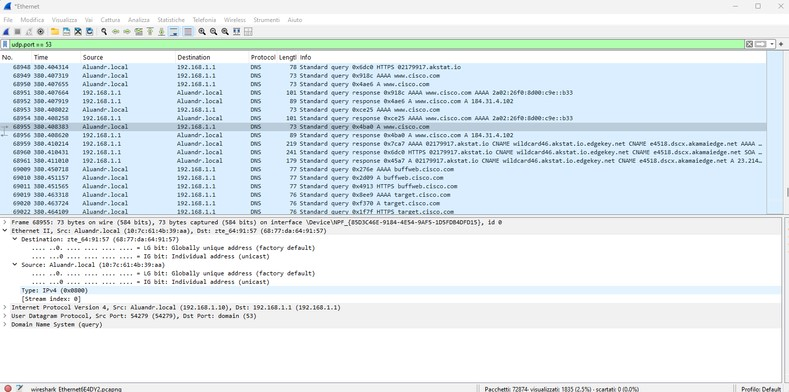 *Ethernet
File Modifica Visualizza Vai Cattura Analizza Statistiche Telefonia Wireless Strumenti Aiuto
udp.port == 53
No. Time Source Destination Protocol Lengtl Info
68948 380.404314 Aluandr.local 192.168.1.1 DNS 78 Standard query 0x6dc0 HTTPS 02179917.akstat.io
68949 380.407319 Aluandr.local 192.168.1.1 DNS 73 Standard query 0x918c AAAA www.cisco.com
68950 380.407655 Aluandr.local 192.168.1.1 DNS 73 Standard query 0x4ae6 A www.cisco.com
68951 380.407664 192.168.1.1 Aluandr.local DNS 101 Standard query response 0x918c AAAA www.cisco.com AAAA 2a02:26f0:8d00:c9e::b33
68952 380.407919 192.168.1.1 Aluandr.local DNS 89 Standard query response 0x4ae6 A www.cisco.com A 184.31.4.102
68953 380.408022 Aluandr.local 192.168.1.1 DNS 73 Standard query 0xce25 AAAA www.cisco.com
68954 380.408258 192.168.1.1 Aluandr.local DNS 101 Standard query response 0xce25 AAAA www.cisco.com AAAA 2a02:26f0:8d00:c9e::b33
68955 380.408383 Aluandr.local 192.168.1.1 DNS 73 Standard query 0x4ba0 A www.cisco.com
68956 380.408620 192.168.1.1 Aluandr.local DNS 89 Standard query response 0x4ba0 A www.cisco.com A 184.31.4.102
68959 380.410214 192.168.1.1 Aluandr.local DNS 219 Standard query response 0x7ca7 AAAA 02179917.akstat.io CNAME wildcard46.akstat.io.edgekey.net CNAME e4518.dscx.akamaiedge.net AAAA …
68960 380.410431 192.168.1.1 Aluandr.local DNS 241 Standard query response 0x6dc0 HTTPS 02179917.akstat.io CNAME wildcard46.akstat.io.edgekey.net CNAME e4518.dscx.akamaiedge.net SOA …
68961 380.411010 192.168.1.1 Aluandr.local DNS 179 Standard query response 0x45a7 A 02179917.akstat.io CNAME wildcard46.akstat.io.edgekey.net CNAME e4518.dscx.akamaiedge.net A 23.214…
69009 380.450718 Aluandr.local 192.168.1.1 DNS 77 Standard query 0x276e AAAA buffweb.cisco.com
69010 380.451157 Aluandr.local 192.168.1.1 DNS 77 Standard query 0x2d09 A buffweb.cisco.com
69011 380.451565 Aluandr.local 192.168.1.1 DNS 77 Standard query 0x4913 HTTPS buffweb.cisco.com
69015 380.463318 Aluandr.local 192.168.1.1 DNS 76 Standard query 0x8ee9 AAAA target.cisco.com
69020 380.463724 Aluandr.local 192.168.1.1 DNS 76 Standard query 0xf370 A target.cisco.com
69022 380.464109 Aluandr.local 192.168.1.1 DNS 76 Standard query 0x1f7f HTTPS target.cisco.com
Frame 68955: 73 bytes on wire (584 bits), 73 bytes captured (584 bits) on interface \Device\NPF_{85D3C46E-9184-4E54-9AF5-1D5FDB4DFD15}, id 0
Ethernet II, Src: Aluandr.local (10:7c:61:4b:39:aa), Dst: zte_64:91:57 (68:77:da:64:91:57)
Destination: zte_64:91:57 (68:77:da:64:91:57)
.... ..0. .... .... .... .... = LG bit: Globally unique address (factory default)
.... ...0 .... .... .... .... = IG bit: Individual address (unicast)
Source: Aluandr.local (10:7c:61:4b:39:aa)
.... ..0. .... .... .... .... = LG bit: Globally unique address (factory default)
.... ...0 .... .... .... .... = IG bit: Individual address (unicast)
Type: IPv4 (0x0800)
[Stream index: 0]
Internet Protocol Version 4, Src: Aluandr.local (192.168.1.10), Dst: 192.168.1.1 (192.168.1.1)
User Datagram Protocol, Src Port: 54279 (54279), Dst Port: domain (53)
Domain Name System (query)
wireshark_Ethernet6E4DY2.pcapng Pacchetti: 72874· visualizzati: 1835 (2.5%) · scartati: 0 (0.0%) Profilo: Default